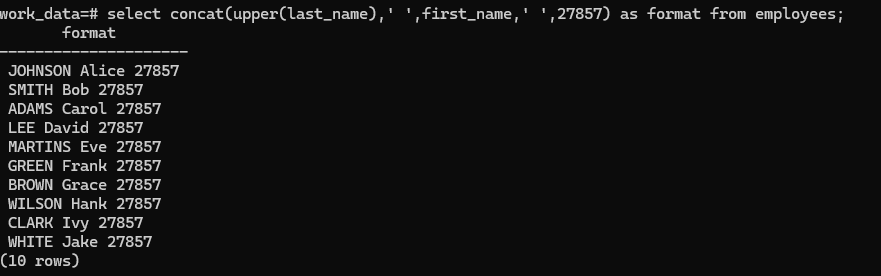 work_data=# select concat(upper(last_name),' ',first_name,' ',27857) as format from employees;
format
---------------------
JOHNSON Alice 27857
SMITH Bob 27857
ADAMS Carol 27857
LEE David 27857
MARTINS Eve 27857
GREEN Frank 27857
BROWN Grace 27857
WILSON Hank 27857
CLARK Ivy 27857
WHITE Jake 27857
(10 rows)